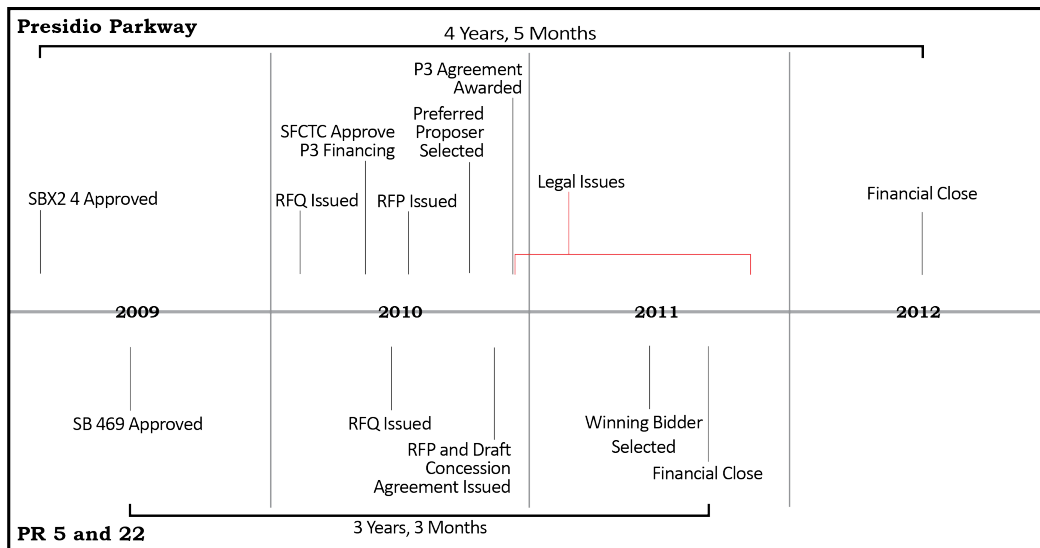 Presidio Parkway
4 Years, 5 Months
P3 Agreement
Awarded
Preferred
Proposer
Selected
SFCTC Approve
P3 Financing
SBX2 4 Approved
RFQ Issued
RFP Issued
Legal Issues
Financial Close
2009
2010
2011
2012
SB 469 Approved
RFQ Issued
RFP and Draft
Concession
Agreement Issued
Winning Bidder
Selected
Financial Close
3 Years, 3 Months
PR 5 and 22